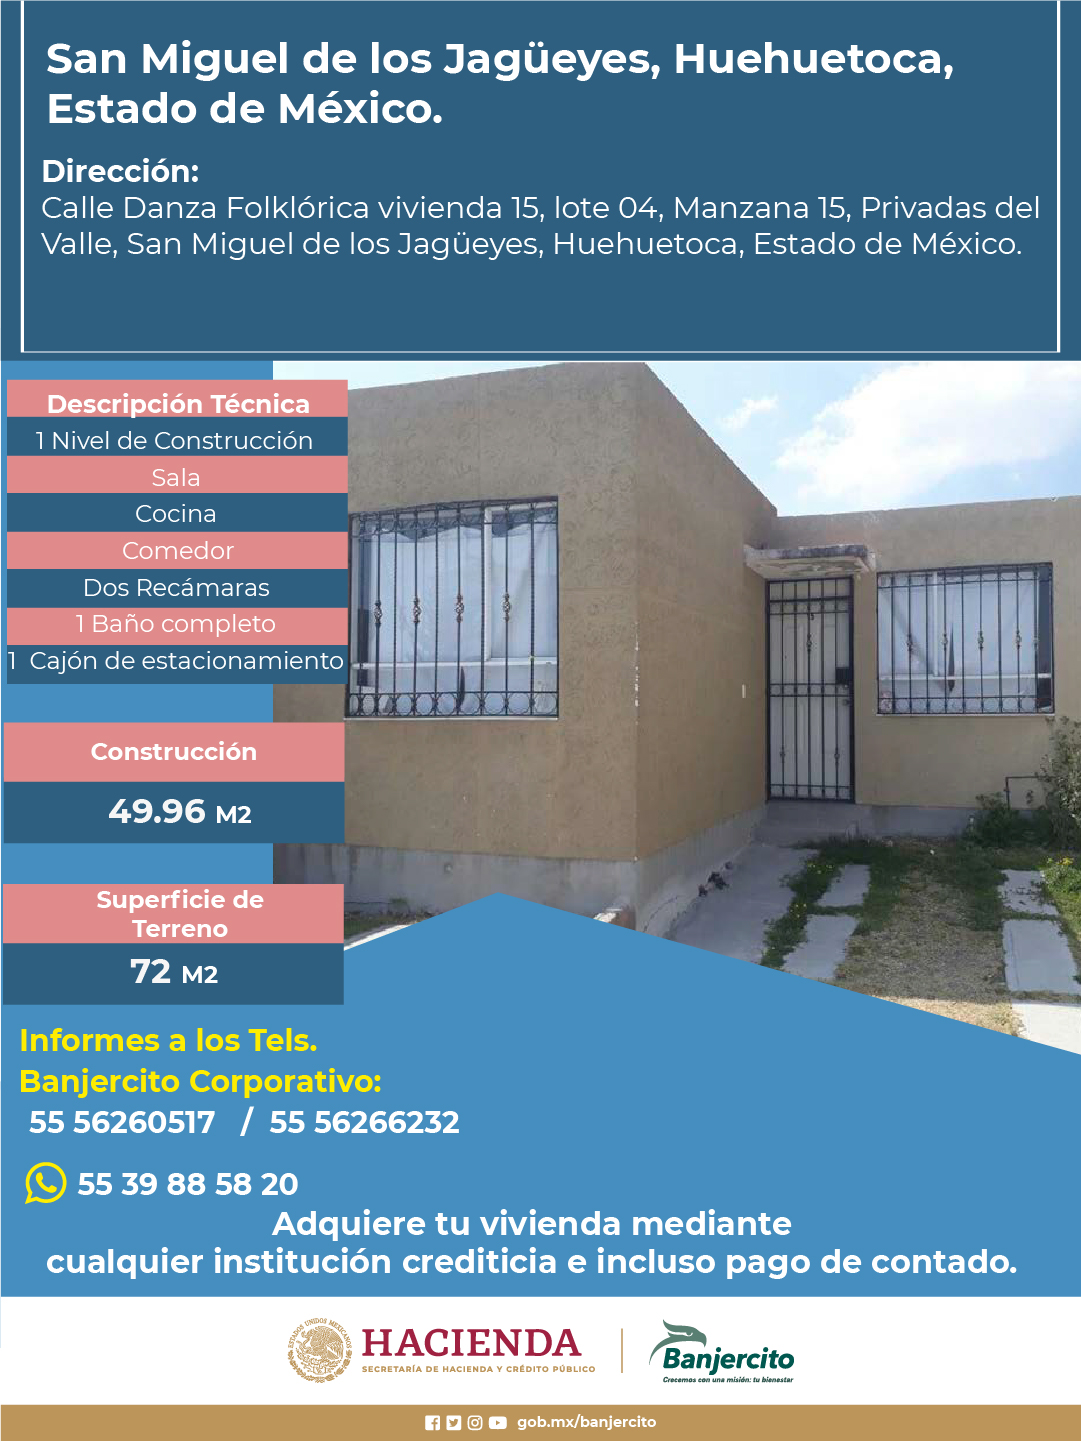 San Miguel de los Jagüeyes, Huehuetoca,
Estado de México.
Dirección:
Calle Danza Folklórica vivienda 15, lote 04, Manzana 15, Privadas del
Valle, San Miguel de los Jagüeyes, Huehuetoca, Estado de México.
Descripción Técnica
1 Nivel de Construcción
Sala
Cocina
Comedor
Dos Recámaras
1 Baño completo
1 Cajón de estacionamiento
Construcción
49.96 M2
Superficie de
Terreno
72 M2
Informes a los Tels.
Banjercito Corporativo:
55 56260517 / 55 56266232
55 39 88 58 20
Adquiere tu vivienda mediante
cualquier institución crediticia e incluso pago de contado.
ESTADOS UNIDOS MEXICANOS
HACIENDA
SECRETARÍA DE HACIENDA Y CRÉDITO PÚBLICO
Banjercito
Crecemos con una misión: tu bienestar
gob.mx/banjercito